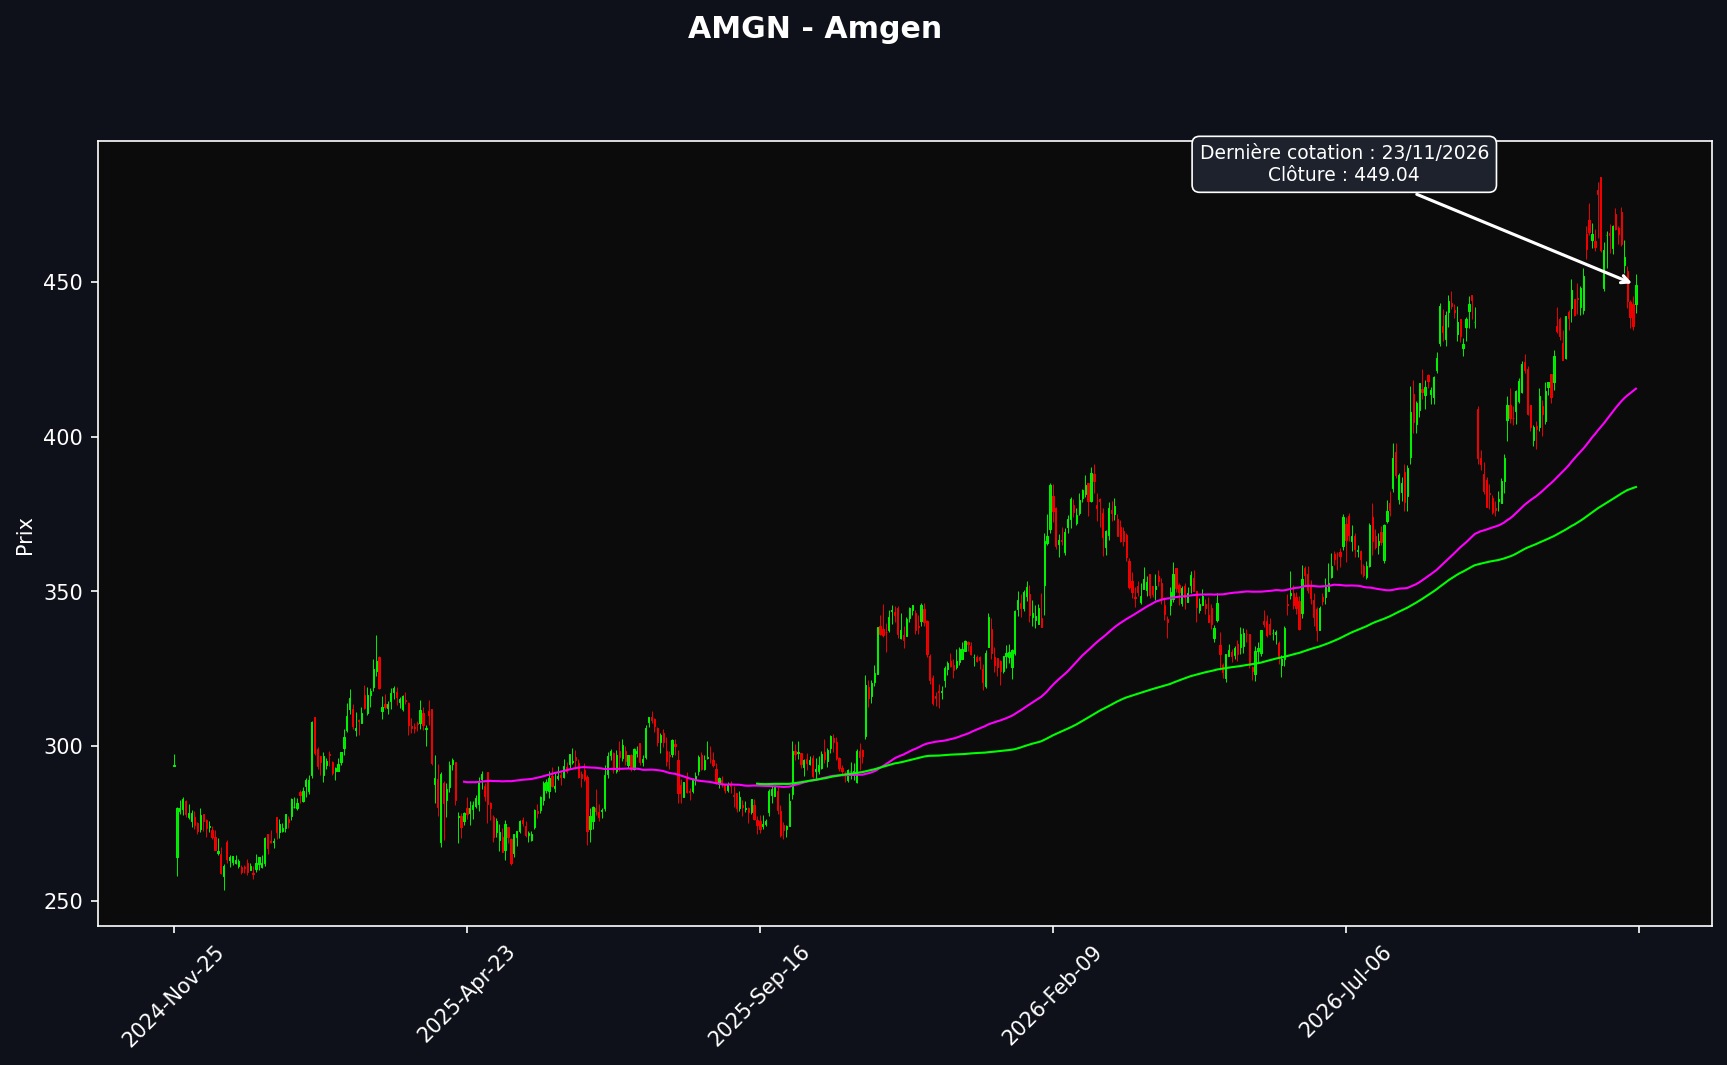 AMGN - Amgen
Dernière cotation : 23/11/2026
Clôture : 449.04
Prix
450
400
350
300
250
2024-Nov-25
2025-Apr-23
2025-Sep-16
2026-Feb-09
2026-Jul-06